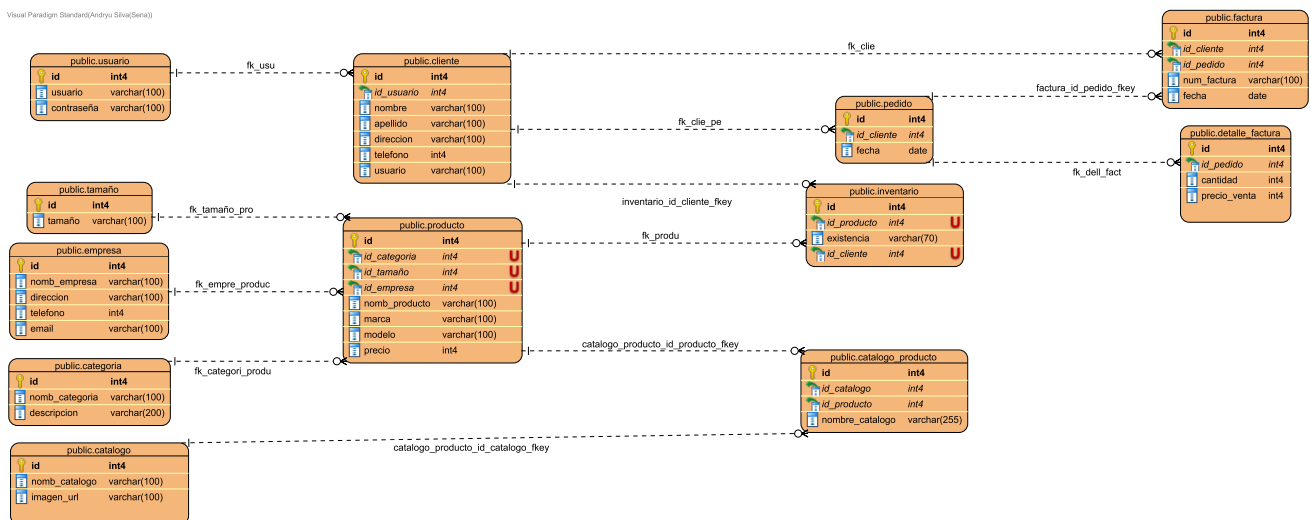 Visual Paradigm Standard(Andryu Silva(Sena))
public.usuario
id int4
usuario varchar(100)
contraseña varchar(100)
fk_usu
public.cliente
id int4
id_usuario int4
nombre varchar(100)
apellido varchar(100)
direccion varchar(100)
telefono int4
usuario varchar(100)
fk_clie
public.factura
id int4
id_cliente int4
id_pedido int4
num_factura varchar(100)
fecha date
factura_id_pedido_fkey
fk_clie_pe
public.pedido
id int4
id_cliente int4
fecha date
fk_dell_fact
public.detalle_factura
id int4
id_pedido int4
cantidad int4
precio_venta int4
inventario_id_cliente_fkey
public.inventario
id int4
id_producto int4 U
existencia varchar(70)
id_cliente int4 U
public.tamaño
id int4
tamaño varchar(100)
fk_tamaño_pro
public.producto
id int4
id_categoria int4 U
id_tamaño int4 U
id_empresa int4 U
nomb_producto varchar(100)
marca varchar(100)
modelo varchar(100)
precio int4
fk_produ
public.empresa
id int4
nomb_empresa varchar(100)
direccion varchar(100)
telefono int4
email varchar(100)
fk_empre_produc
public.categoria
id int4
nomb_categoria varchar(100)
descripcion varchar(200)
fk_categori_produ
catalogo_producto_id_producto_fkey
public.catalogo_producto
id int4
id_catalogo int4
id_producto int4
nombre_catalogo varchar(255)
public.catalogo
id int4
nomb_catalogo varchar(100)
imagen_url varchar(100)
catalogo_producto_id_catalogo_fkey